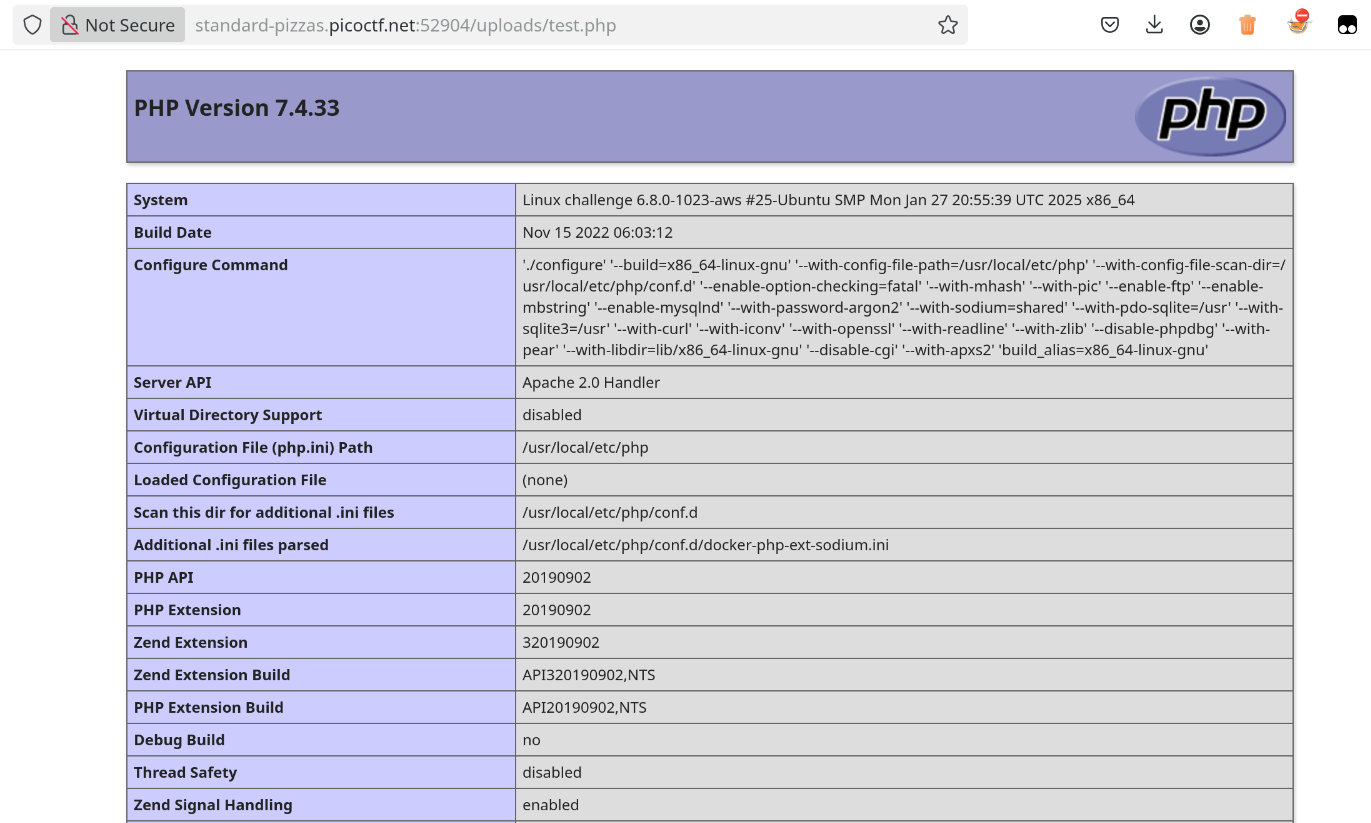 Not Secure standard-pizzas.picoctf.net:52904/uploads/test.php
PHP Version 7.4.33
php
System Linux challenge 6.8.0-1023-aws #25-Ubuntu SMP Mon Jan 27 20:55:39 UTC 2025 x86_64
Build Date Nov 15 2022 06:03:12
Configure Command './configure' '--build=x86_64-linux-gnu' '--with-config-file-path=/usr/local/etc/php' '--with-config-file-scan-dir=/
usr/local/etc/php/conf.d' '--enable-option-checking=fatal' '--with-mhash' '--with-pic' '--enable-ftp' '--enable-
mbstring' '--enable-mysqlnd' '--with-password-argon2' '--with-sodium=shared' '--with-pdo-sqlite=/usr' '--with-
sqlite3=/usr' '--with-curl' '--with-iconv' '--with-openssl' '--with-readline' '--with-zlib' '--disable-phpdbg' '--with-
pear' '--with-libdir=lib/x86_64-linux-gnu' '--disable-cgi' '--with-apxs2' 'build_alias=x86_64-linux-gnu'
Server API Apache 2.0 Handler
Virtual Directory Support disabled
Configuration File (php.ini) Path /usr/local/etc/php
Loaded Configuration File (none)
Scan this dir for additional .ini files /usr/local/etc/php/conf.d
Additional .ini files parsed /usr/local/etc/php/conf.d/docker-php-ext-sodium.ini
PHP API 20190902
PHP Extension 20190902
Zend Extension 320190902
Zend Extension Build API320190902,NTS
PHP Extension Build API20190902,NTS
Debug Build no
Thread Safety disabled
Zend Signal Handling enabled